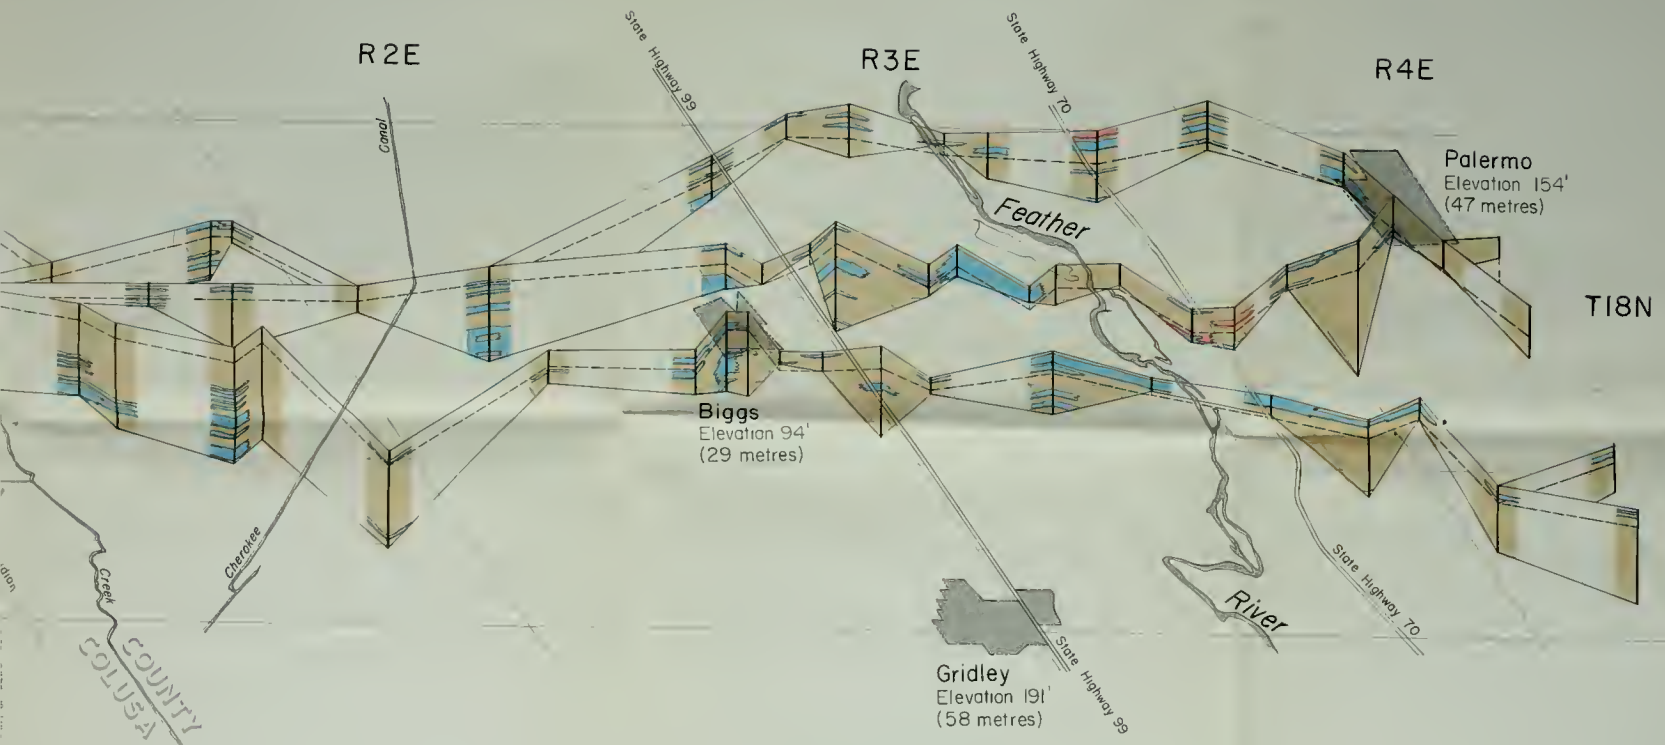 R2E
State Highway 99
R3E
State Highway 70
R4E
Canal
Palermo
Elevation 154'
(47 metres)
Feather
T18N
Biggs
Elevation 94'
(29 metres)
Cherokee
Creek
State Highway 70
River
COUNTY
COLUSA
Gridley
Elevation 191'
(58 metres)
State Highway 99